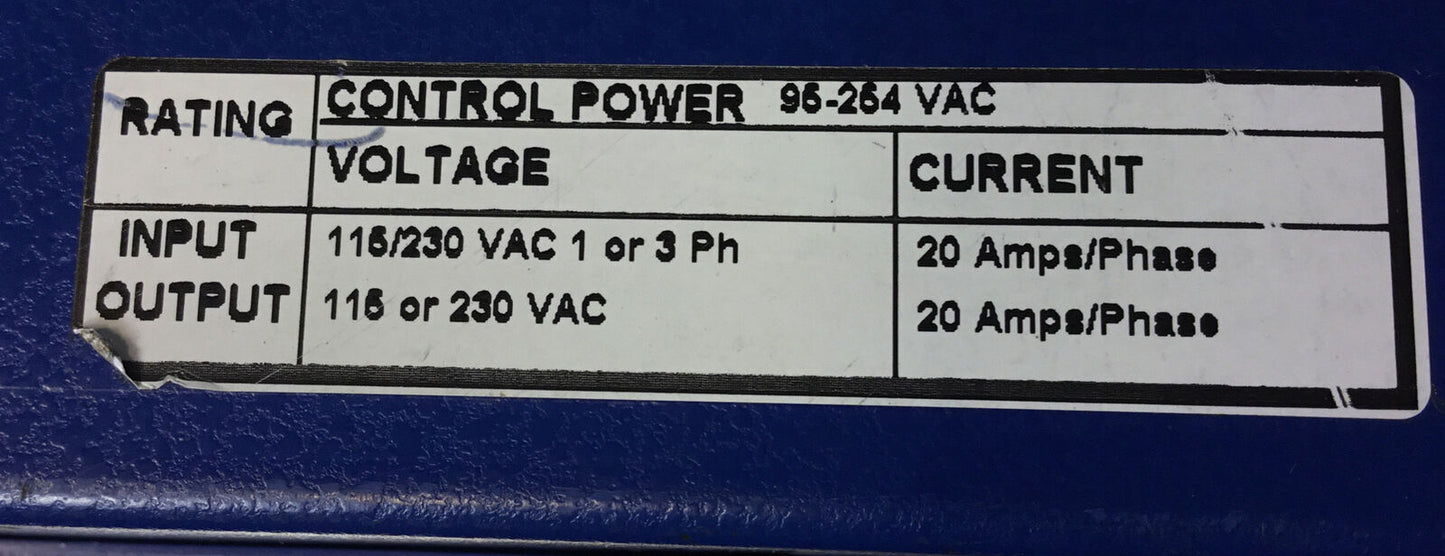 RATING CONTROL POWER 95-264 VAC
VOLTAGE CURRENT
INPUT 115/230 VAC 1 or 3 Ph 20 Amps/Phase
OUTPUT 115 or 230 VAC 20 Amps/Phase